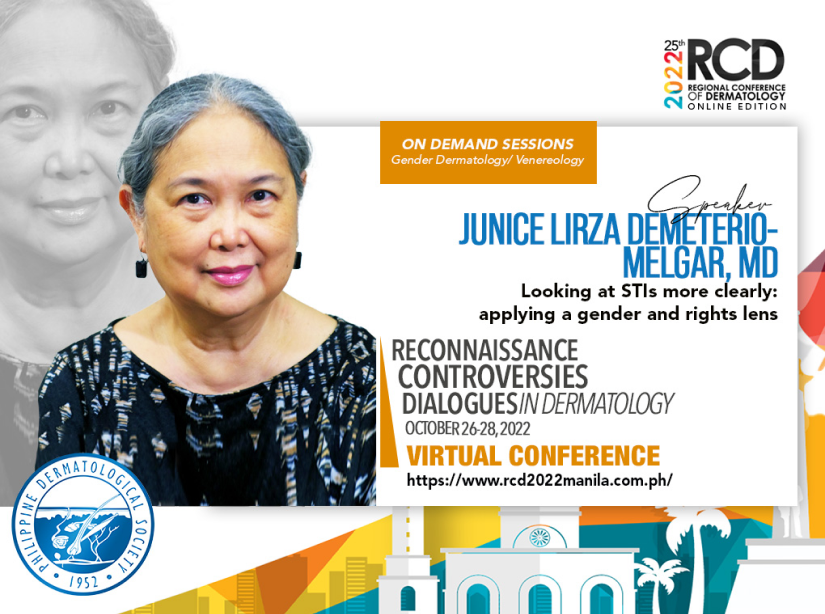 25th
2022
RCD
REGIONAL CONFERENCE
OF DERMATOLOGY
ONLINE EDITION
ON DEMAND SESSIONS
Gender Dermatology/ Venereology
Speaker
JUNICE LIRZA DEMETERIO-
MELGAR, MD
Looking at STIs more clearly:
applying a gender and rights lens
RECONNAISSANCE
CONTROVERSIES
DIALOGUES IN DERMATOLOGY
OCTOBER 26-28, 2022
VIRTUAL CONFERENCE
https://www.rcd2022manila.com.ph/
PHILIPPINE DERMATOLOGICAL SOCIETY
• 1952 •